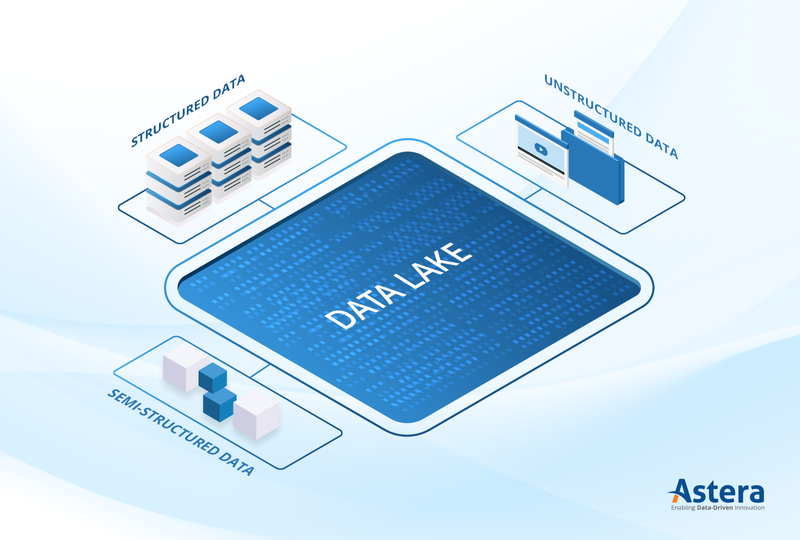 STRUCTURED DATA
UNSTRUCTURED DATA
DATA LAKE
SEMI-STRUCTURED DATA
Astera
Enabling Data-Driven Innovation